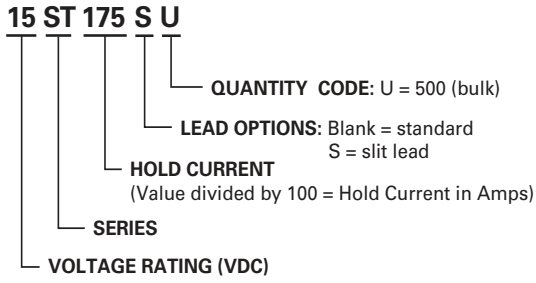 15 ST 175 S U
QUANTITY CODE: U = 500 (bulk)
LEAD OPTIONS: Blank = standard
S = slit lead
HOLD CURRENT
(Value divided by 100 = Hold Current in Amps)
SERIES
VOLTAGE RATING (VDC)